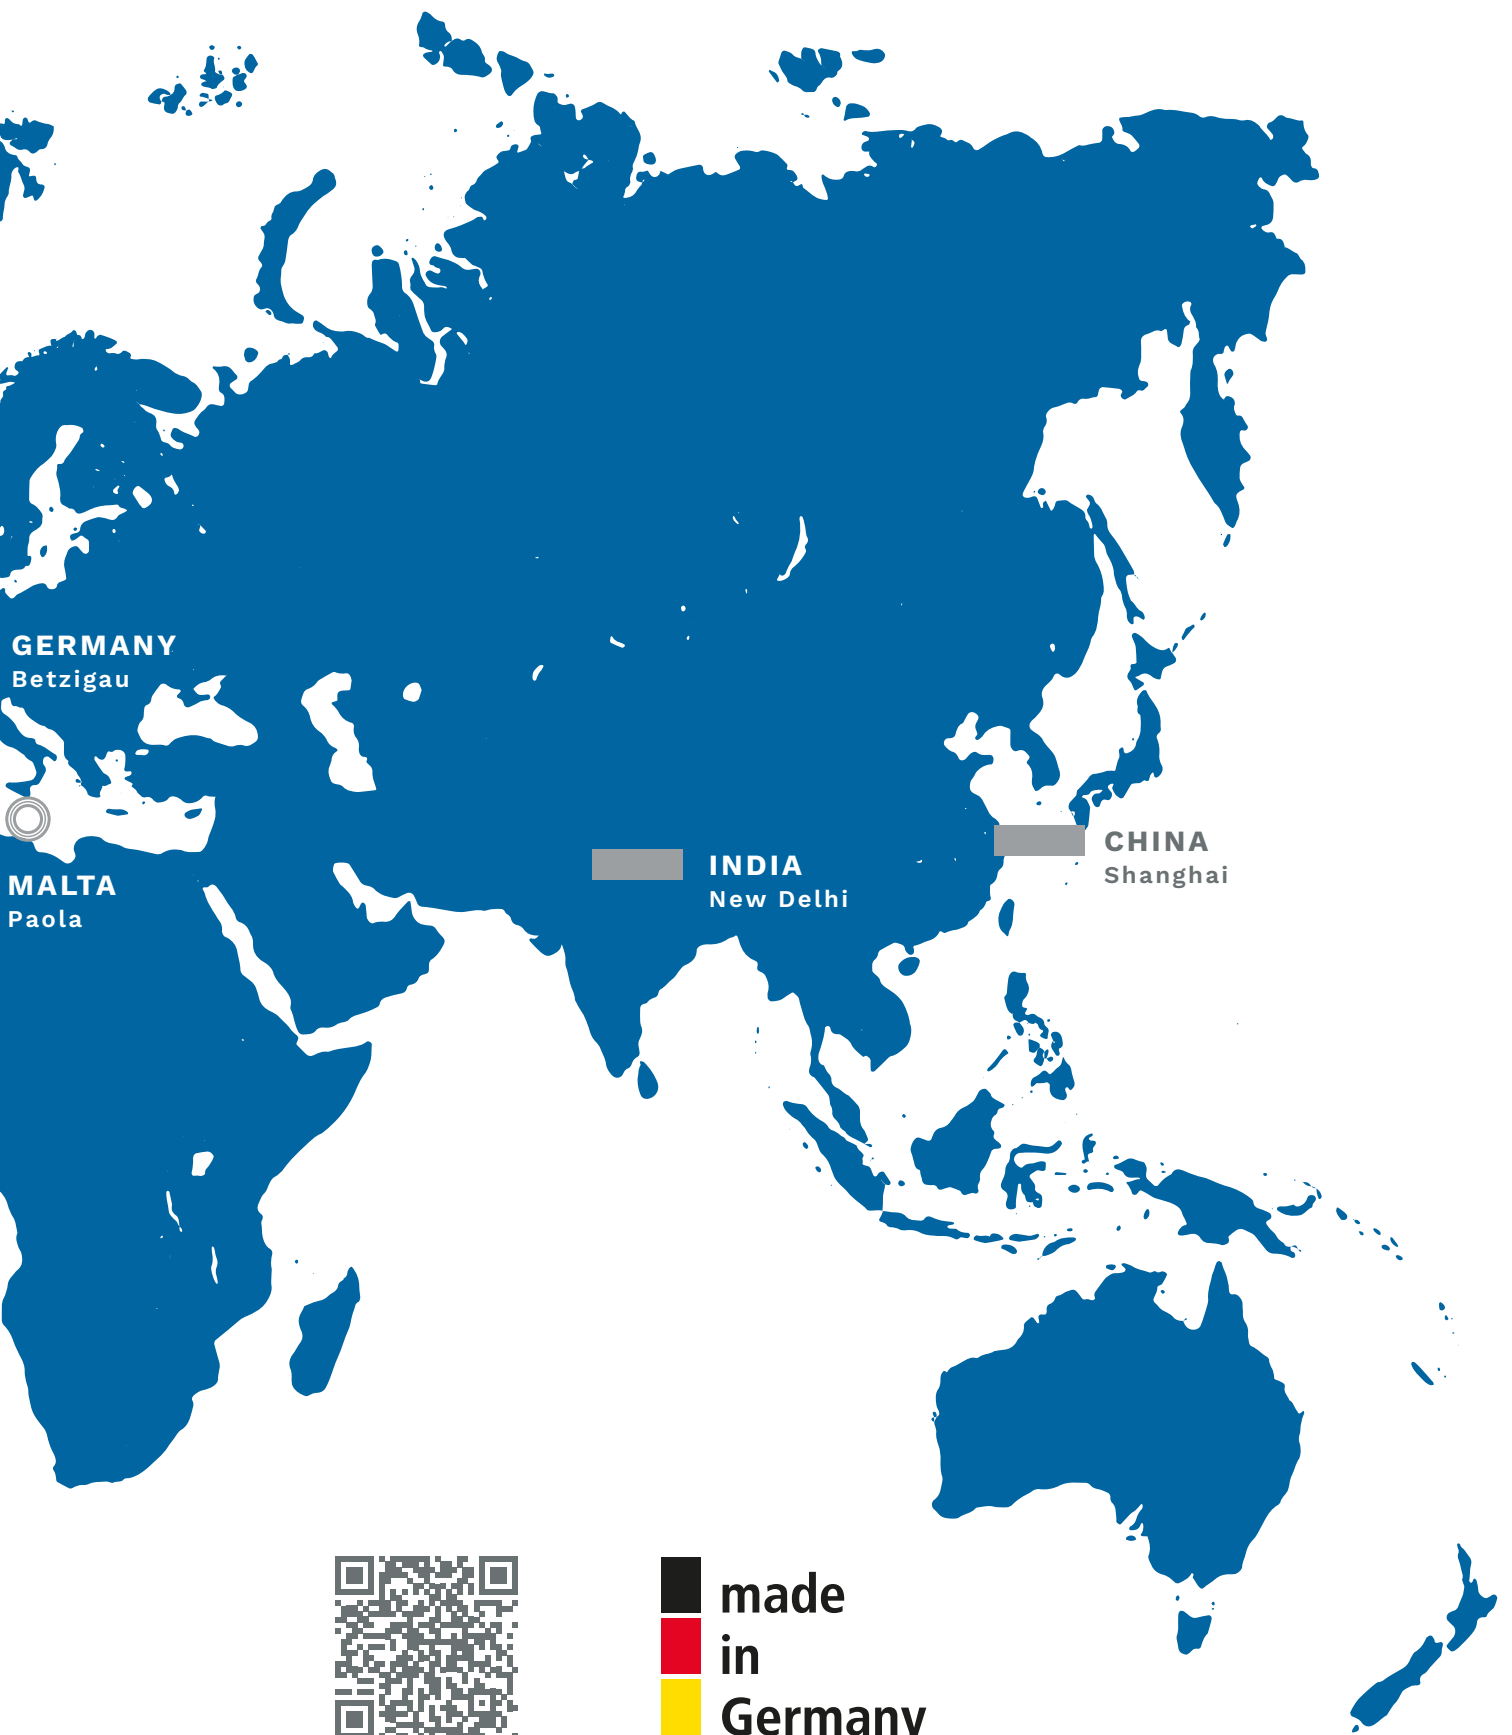 GERMANY
Betzigau
MALTA
Paola
INDIA
New Delhi
CHINA
Shanghai
made
in
Germany